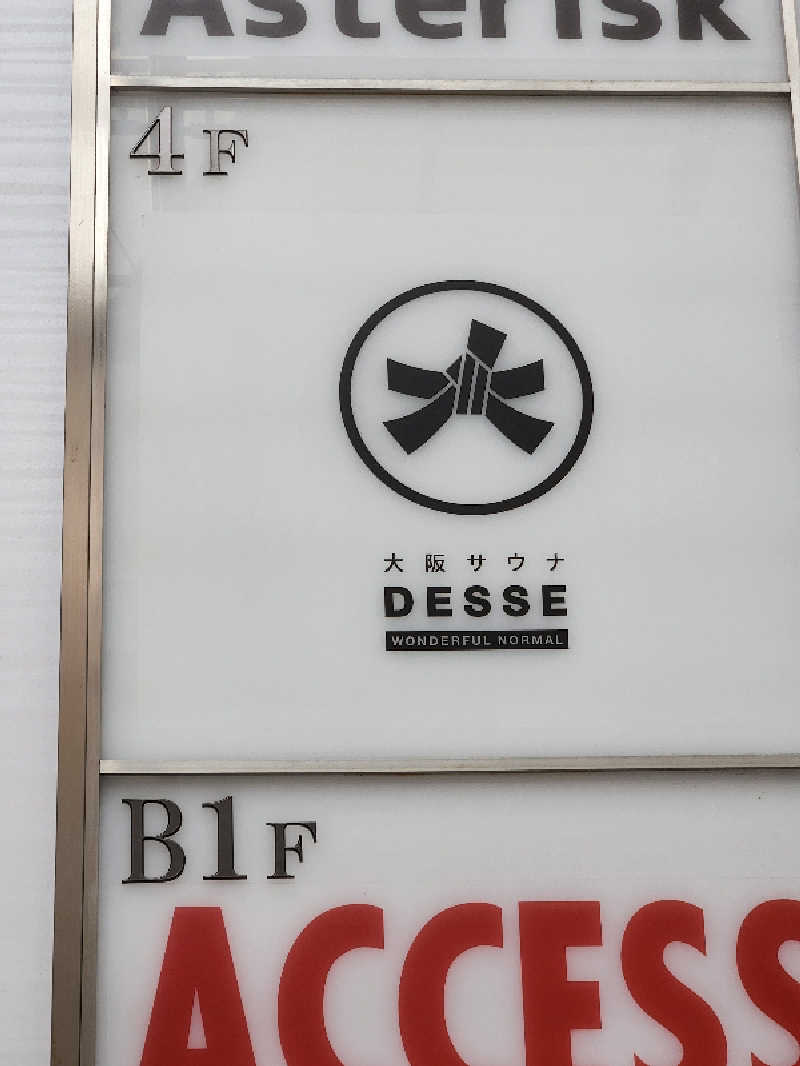 Asterisk
4F
大阪サウナ
DESSE
WONDERFUL NORMAL
B1F
ACCESS